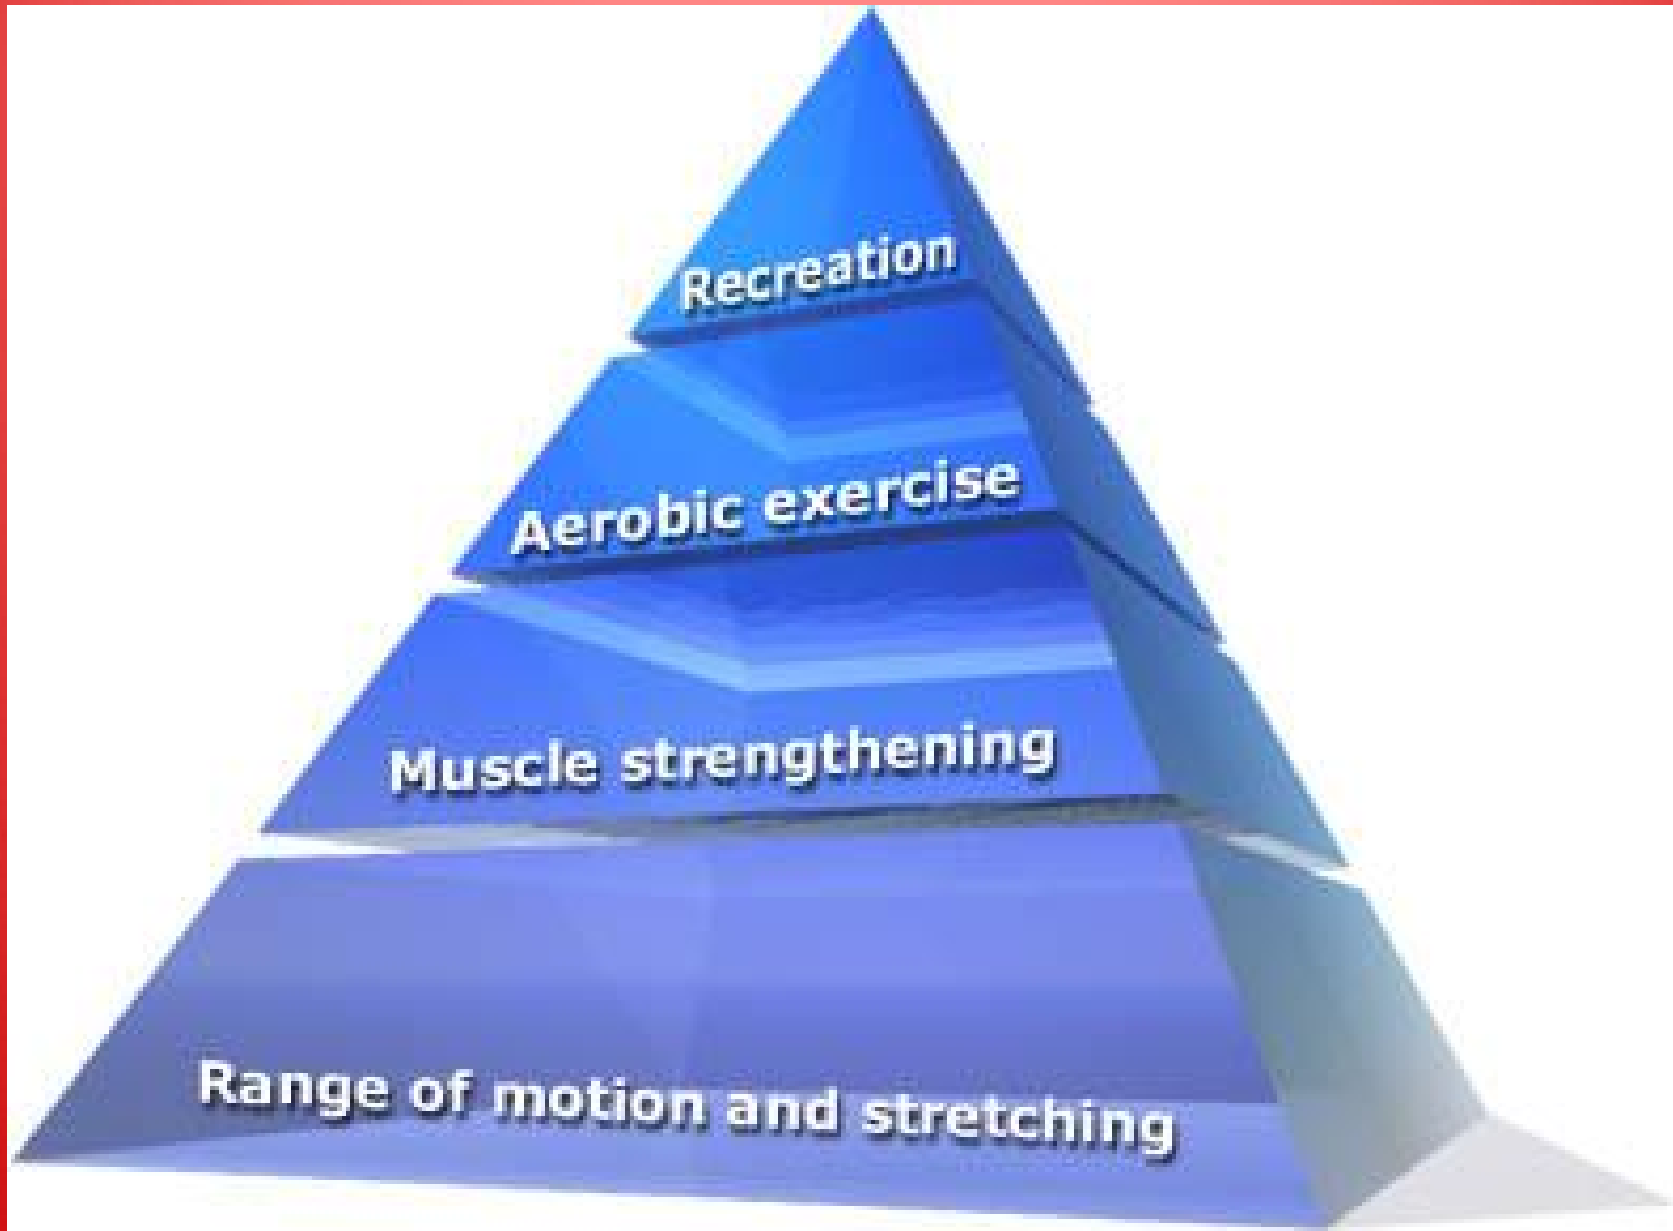 Recreation
Aerobic exercise
Muscle strengthening
Range of motion and stretching